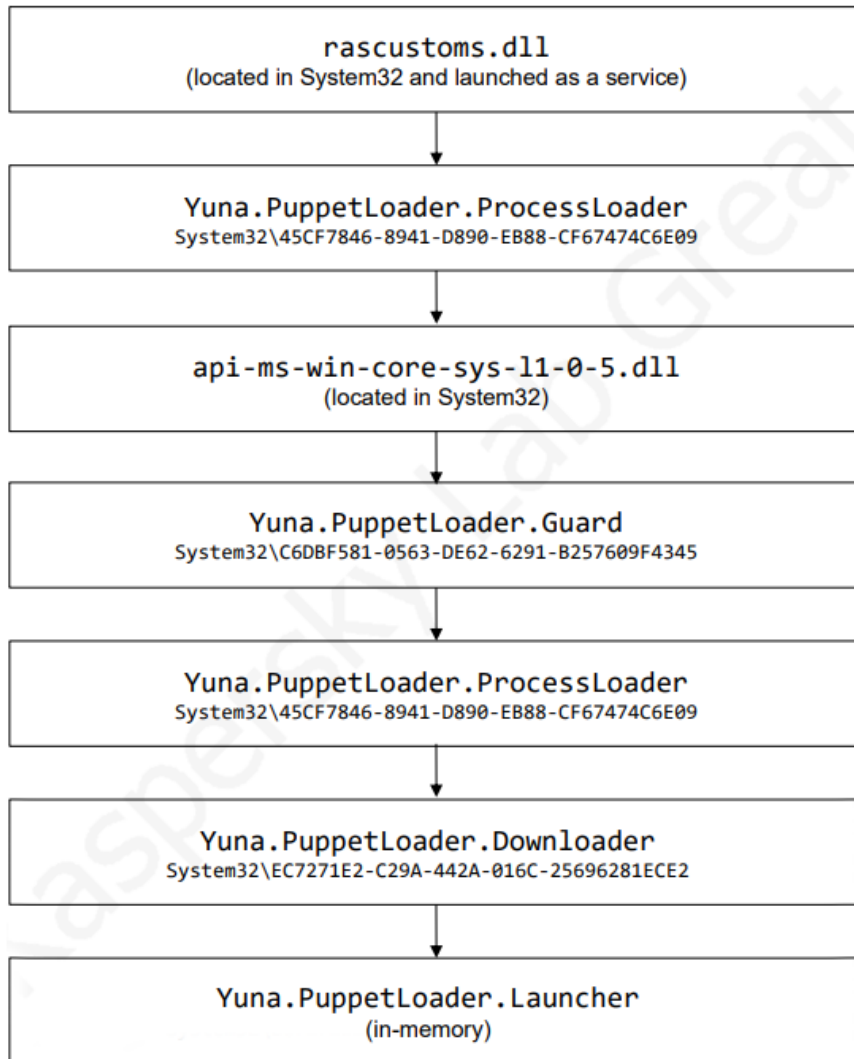 rascustoms.dll
(located in System32 and launched as a service)
Yuna.PuppetLoader.ProcessLoader
System32\45CF7846-8941-D890-EB88-CF67474C6E09
api-ms-win-core-sys-l1-0-5.dll
(located in System32)
Yuna.PuppetLoader.Guard
System32\C6DBF581-0563-DE62-6291-B257609F4345
Yuna.PuppetLoader.ProcessLoader
System32\45CF7846-8941-D890-EB88-CF67474C6E09
Yuna.PuppetLoader.Downloader
System32\EC7271E2-C29A-442A-016C-25696281ECE2
Yuna.PuppetLoader.Launcher
(in-memory)
Kaspersky Lab Great